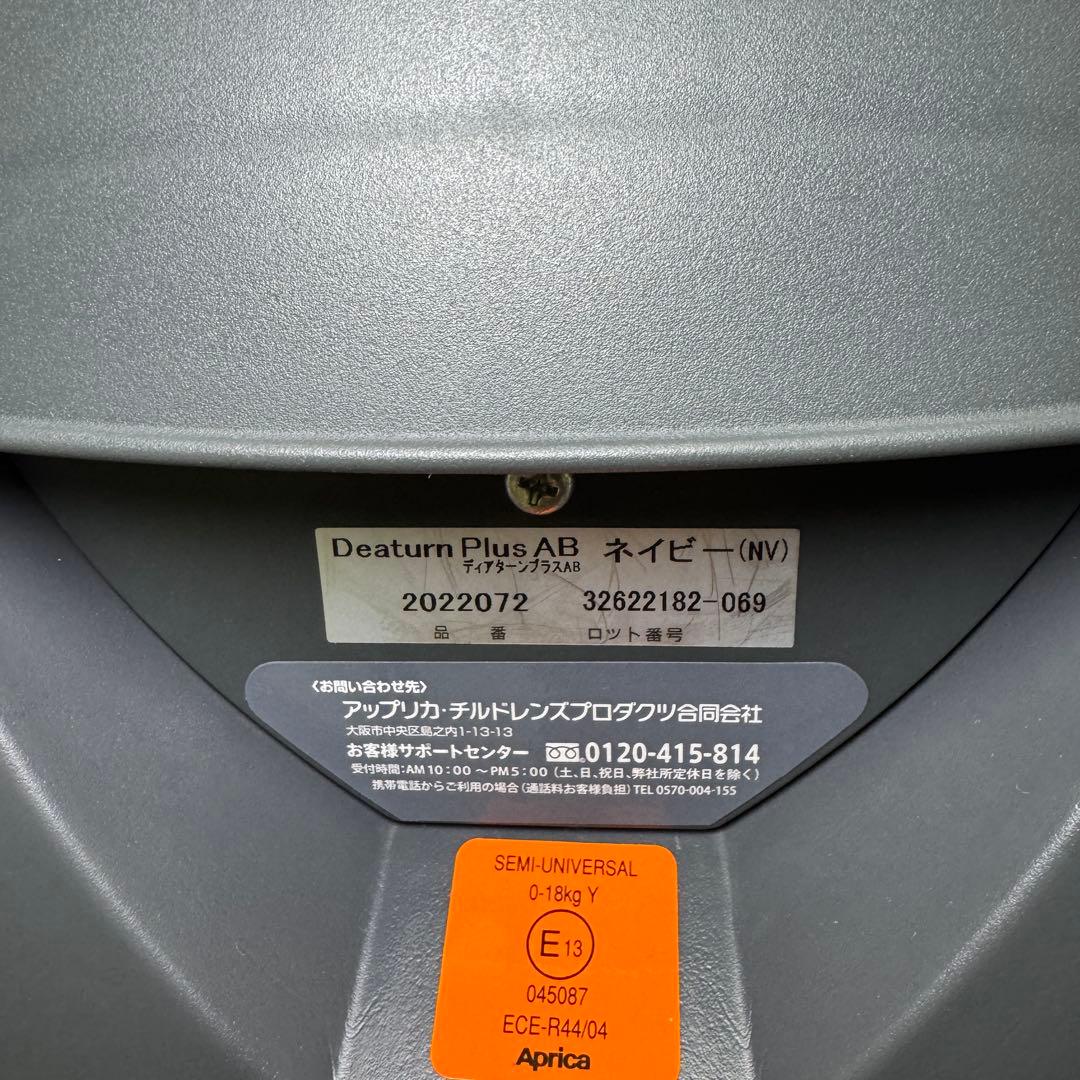 Deaturn Plus AB ネイビー(NV)
ディアターンプラスAB
2022072 32622182-069
品番 ロット番号
〈お問い合わせ先〉
アップリカ・チルドレンズプロダクツ合同会社
大阪市中央区島之内1-13-13
お客様サポートセンター 0120-415-814
受付時間:AM10:00〜PM5:00(土、日、祝日、弊社所定休日を除く)
携帯電話からご利用の場合(通話料お客様負担)TEL 0570-004-155
SEMI-UNIVERSAL
0-18kg Y
E13
045087
ECE-R44/04
Aprica